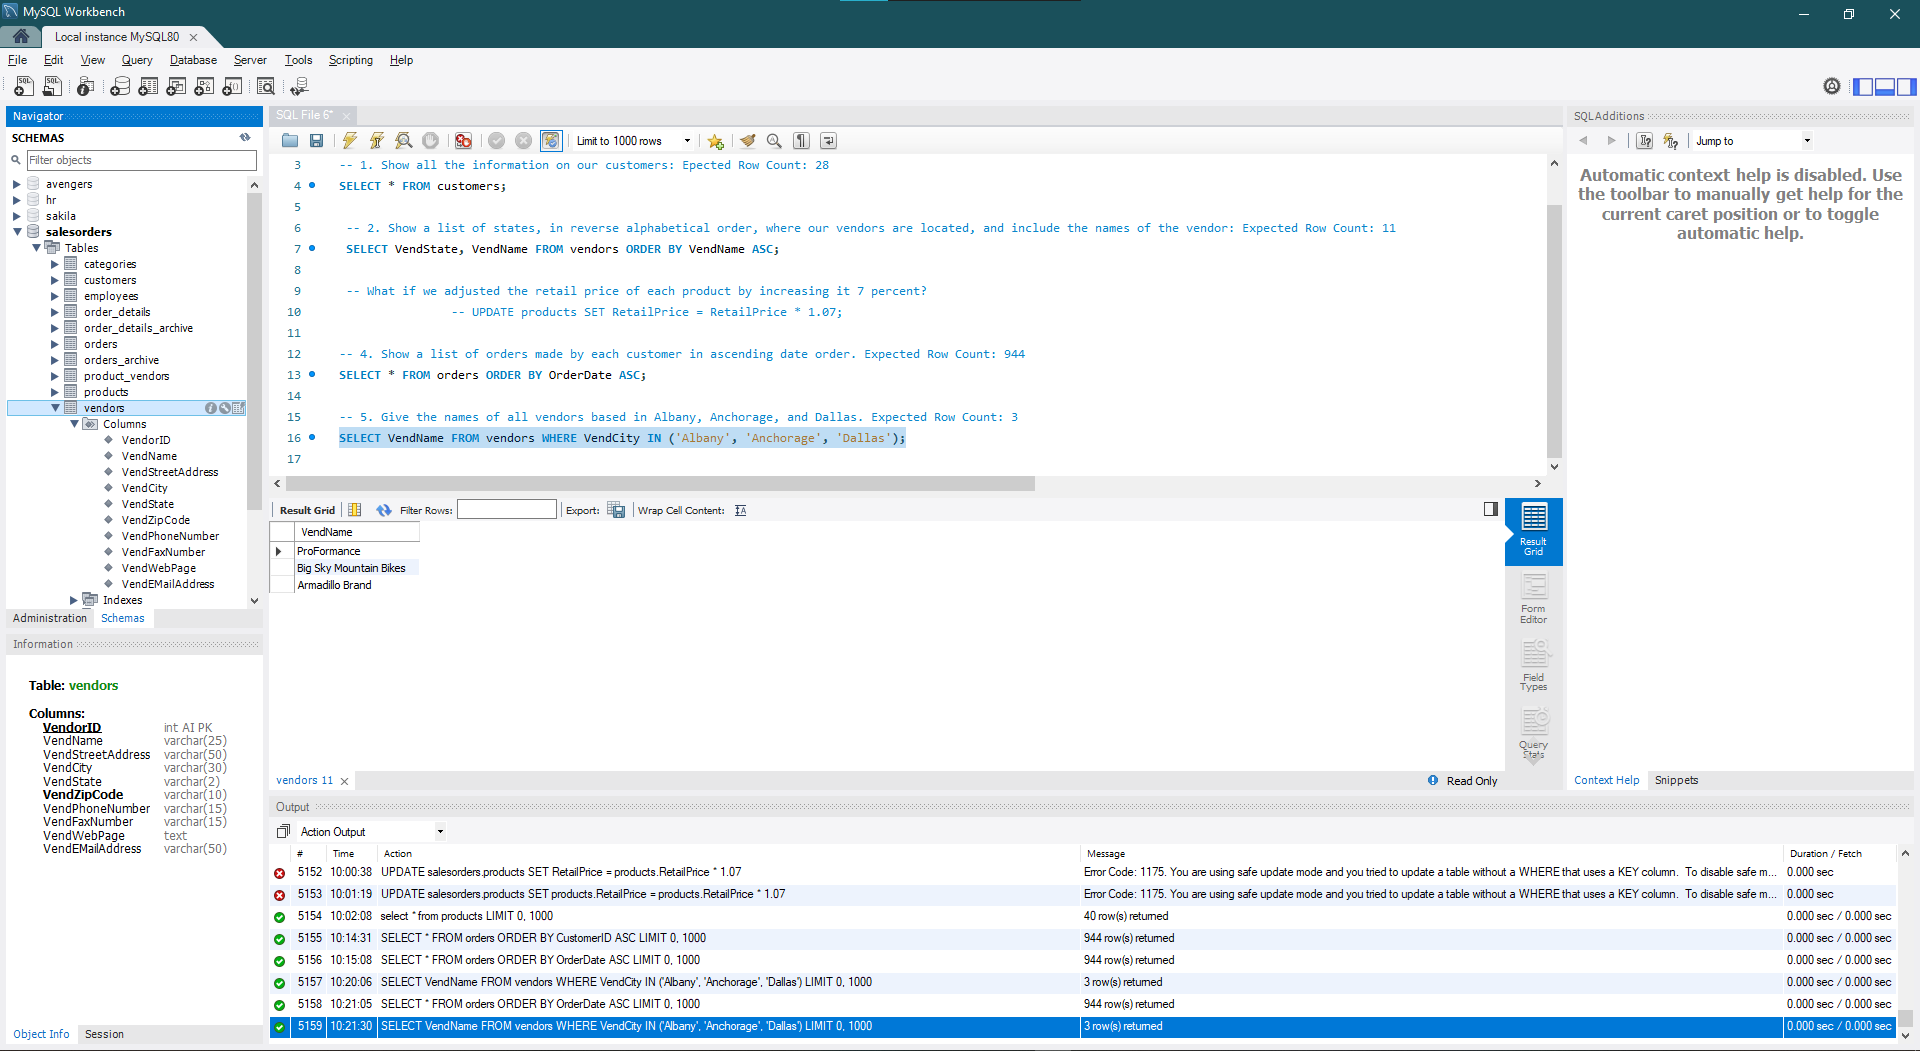 MySQL Workbench
Local instance MySQL80
File Edit View Query Database Server Tools Scripting Help
Navigator
SCHEMAS
Filter objects
avengers
hr
sakila
salesorders
Tables
categories
customers
employees
order_details
order_details_archive
orders
orders_archive
product_vendors
products
vendors
Columns
VendorID
VendName
VendStreetAddress
VendCity
VendState
VendZipCode
VendPhoneNumber
VendFaxNumber
VendWebPage
VendEMailAddress
Indexes
Administration Schemas
Information
Table: vendors
Columns:
VendorID int AI PK
VendName varchar(25)
VendStreetAddress varchar(50)
VendCity varchar(30)
VendState varchar(2)
VendZipCode varchar(10)
VendPhoneNumber varchar(15)
VendFaxNumber varchar(15)
VendWebPage text
VendEMailAddress varchar(50)
Object Info Session
SQL File 6*
Limit to 1000 rows
3 -- 1. Show all the information on our customers: Epected Row Count: 28
4 SELECT * FROM customers;
5
6 -- 2. Show a list of states, in reverse alphabetical order, where our vendors are located, and include the names of the vendor: Expected Row Count: 11
7 SELECT VendState, VendName FROM vendors ORDER BY VendName ASC;
8
9 -- What if we adjusted the retail price of each product by increasing it 7 percent?
10 -- UPDATE products SET RetailPrice = RetailPrice * 1.07;
11
12 -- 4. Show a list of orders made by each customer in ascending date order. Expected Row Count: 944
13 SELECT * FROM orders ORDER BY OrderDate ASC;
14
15 -- 5. Give the names of all vendors based in Albany, Anchorage, and Dallas. Expected Row Count: 3
16 SELECT VendName FROM vendors WHERE VendCity IN ('Albany', 'Anchorage', 'Dallas');
17
Result Grid Filter Rows: Export: Wrap Cell Content:
VendName
ProFormance
Big Sky Mountain Bikes
Armadillo Brand
Result Grid
Form Editor
Field Types
Query Stats
vendors 11
Read Only
SQLAdditions
Jump to
Automatic context help is disabled. Use
the toolbar to manually get help for the
current caret position or to toggle
automatic help.
Context Help Snippets
Output
Action Output
# Time Action Message Duration / Fetch
5152 10:00:38 UPDATE salesorders.products SET RetailPrice = products.RetailPrice * 1.07 Error Code: 1175. You are using safe update mode and you tried to update a table without a WHERE that uses a KEY column. To disable safe m... 0.000 sec
5153 10:01:19 UPDATE salesorders.products SET products.RetailPrice = products.RetailPrice * 1.07 Error Code: 1175. You are using safe update mode and you tried to update a table without a WHERE that uses a KEY column. To disable safe m... 0.000 sec
5154 10:02:08 select * from products LIMIT 0, 1000 40 row(s) returned 0.000 sec / 0.000 sec
5155 10:14:31 SELECT * FROM orders ORDER BY CustomerID ASC LIMIT 0, 1000 944 row(s) returned 0.000 sec / 0.000 sec
5156 10:15:08 SELECT * FROM orders ORDER BY OrderDate ASC LIMIT 0, 1000 944 row(s) returned 0.000 sec / 0.000 sec
5157 10:20:06 SELECT VendName FROM vendors WHERE VendCity IN ('Albany', 'Anchorage', 'Dallas') LIMIT 0, 1000 3 row(s) returned 0.000 sec / 0.000 sec
5158 10:21:05 SELECT * FROM orders ORDER BY OrderDate ASC LIMIT 0, 1000 944 row(s) returned 0.000 sec / 0.000 sec
5159 10:21:30 SELECT VendName FROM vendors WHERE VendCity IN ('Albany', 'Anchorage', 'Dallas') LIMIT 0, 1000 3 row(s) returned 0.000 sec / 0.000 sec